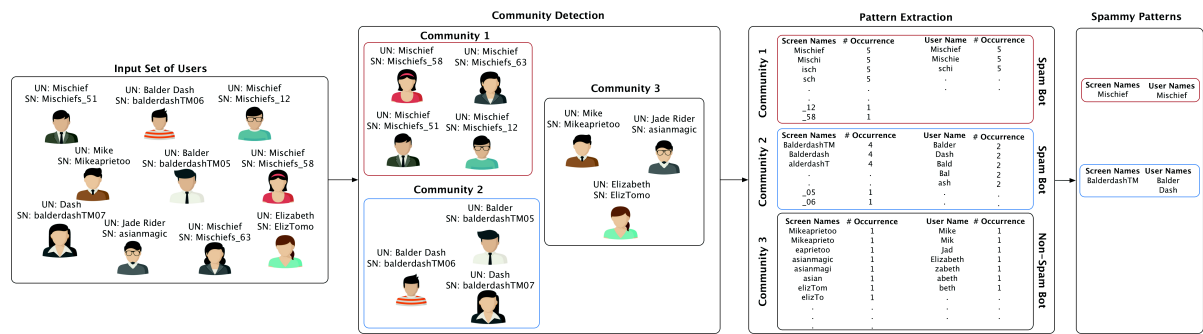 Input Set of Users
UN: Mischief
SN: Mischiefs_51
UN: Balder Dash
SN: balderdashTM06
UN: Mischief
SN: Mischiefs_12
UN: Mike
SN: Mikeaprietoo
UN: Balder
SN: balderdashTM05
UN: Mischief
SN: Mischiefs_58
UN: Dash
SN: balderdashTM07
UN: Jade Rider
SN: asianmagic
UN: Mischief
SN: Mischiefs_63
UN: Elizabeth
SN: ElizTomo
Community Detection
Community 1
UN: Mischief
SN: Mischiefs_58
UN: Mischief
SN: Mischiefs_63
UN: Mischief
SN: Mischiefs_51
UN: Mischief
SN: Mischiefs_12
Community 2
UN: Balder
SN: balderdashTM05
UN: Balder Dash
SN: balderdashTM06
UN: Dash
SN: balderdashTM07
Community 3
UN: Mike
SN: Mikeaprietoo
UN: Jade Rider
SN: asianmagic
UN: Elizabeth
SN: ElizTomo
Pattern Extraction
Community 1
Screen Names # Occurrence User Name # Occurrence
Mischief 5 Mischief 5
Mischi 5 Mischie 5
isch 5 schi 5
sch 5 . .
. . . .
. .
_12 1
_58 1
Spam Bot
Community 2
Screen Names # Occurrence User Name # Occurrence
BalderdashTM 4 Balder 2
Balderdash 4 Dash 2
alderdashT 4 Bald 2
. . Bal 2
. . ash 2
_05 1 . .
_06 1 . .
Spam Bot
Community 3
Screen Names # Occurrence User Name # Occurrence
Mikeaprietoo 1 Mike 1
Mikeaprieto 1 Mik 1
eaprietoo 1 Jad 1
asianmagic 1 Elizabeth 1
asianmagi 1 zabeth 1
asian 1 abeth 1
elizTom 1 beth 1
elizTo 1 . .
. . . .
. . . .
Non-Spam Bot
Spammy Patterns
Screen Names User Names
Mischief Mischief
Screen Names User Names
BalderdashTM Balder
Dash